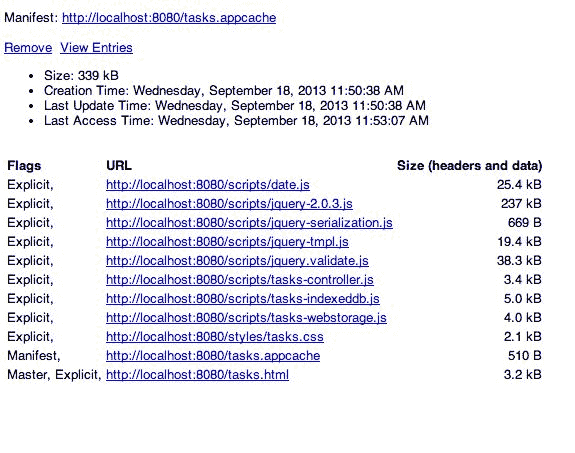 Manifest: http://localhost:8080/tasks.appcache
Remove View Entries
• Size: 339 kB
• Creation Time: Wednesday, September 18, 2013 11:50:38 AM
• Last Update Time: Wednesday, September 18, 2013 11:50:38 AM
• Last Access Time: Wednesday, September 18, 2013 11:53:07 AM
Flags URL Size (headers and data)
Explicit, http://localhost:8080/scripts/date.js 25.4 kB
Explicit, http://localhost:8080/scripts/jquery-2.0.3.js 237 kB
Explicit, http://localhost:8080/scripts/jquery-serialization.js 669 B
Explicit, http://localhost:8080/scripts/jquery-tmpl.js 19.4 kB
Explicit, http://localhost:8080/scripts/jquery.validate.js 38.3 kB
Explicit, http://localhost:8080/scripts/tasks-controller.js 3.4 kB
Explicit, http://localhost:8080/scripts/tasks-indexeddb.js 5.0 kB
Explicit, http://localhost:8080/scripts/tasks-webstorage.js 4.0 kB
Explicit, http://localhost:8080/styles/tasks.css 2.1 kB
Manifest, http://localhost:8080/tasks.appcache 510 B
Master, Explicit, http://localhost:8080/tasks.html 3.2 kB